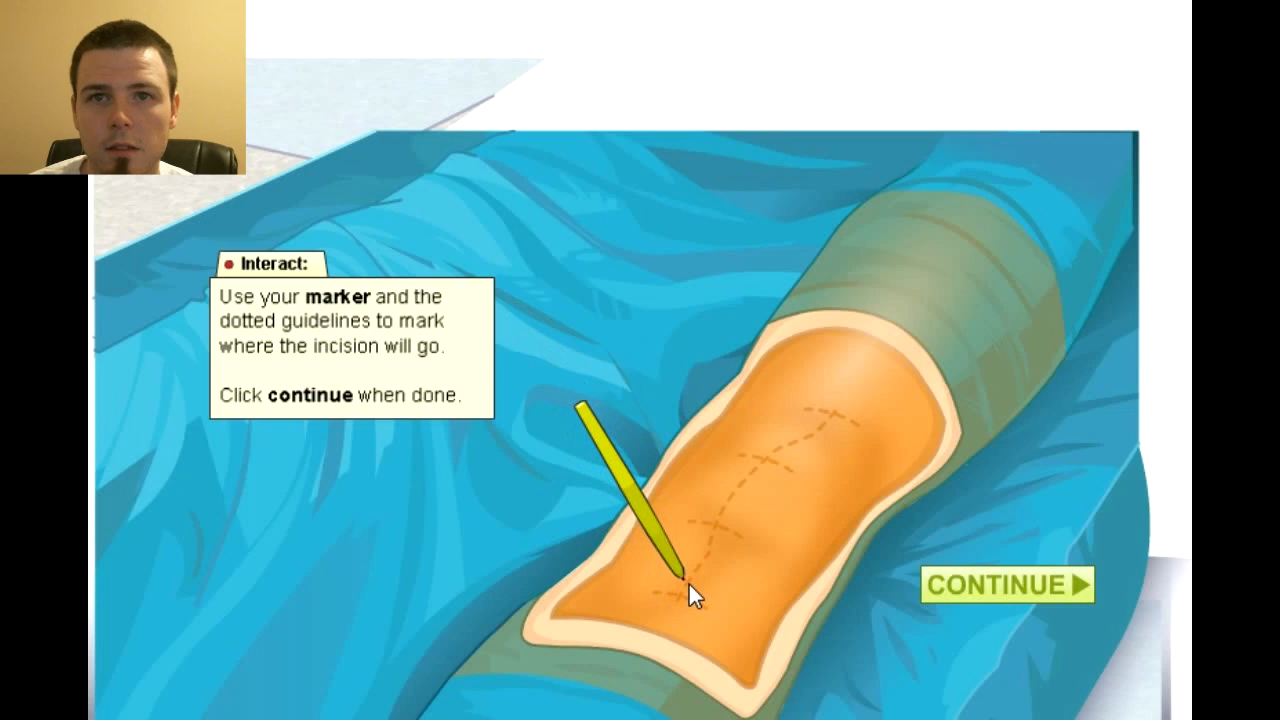 Interact:
Use your marker and the
dotted guidelines to mark
where the incision will go.
Click continue when done.
CONTINUE